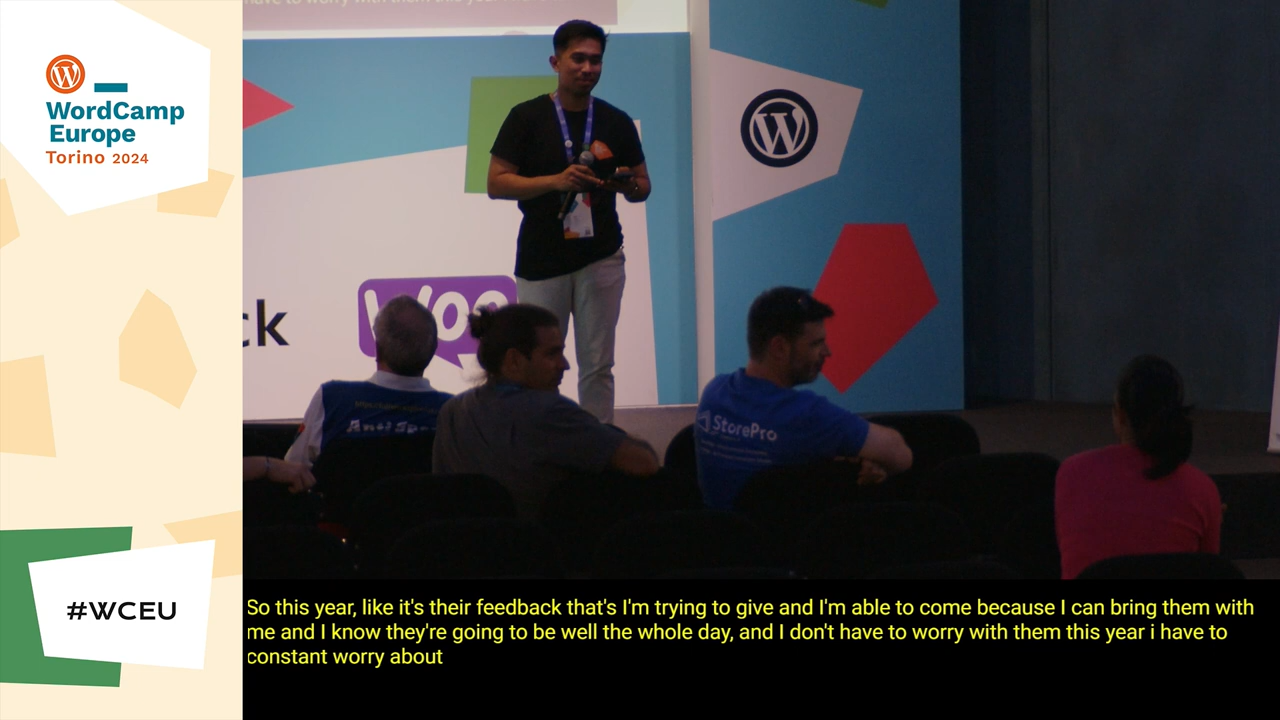 WordCamp
Europe
Torino 2024
ck
Woo
StorePro
#WCEU
So this year, like it's their feedback that's I'm trying to give and I'm able to come because I can bring them with
me and I know they're going to be well the whole day, and I don't have to worry with them this year i have to
constant worry about